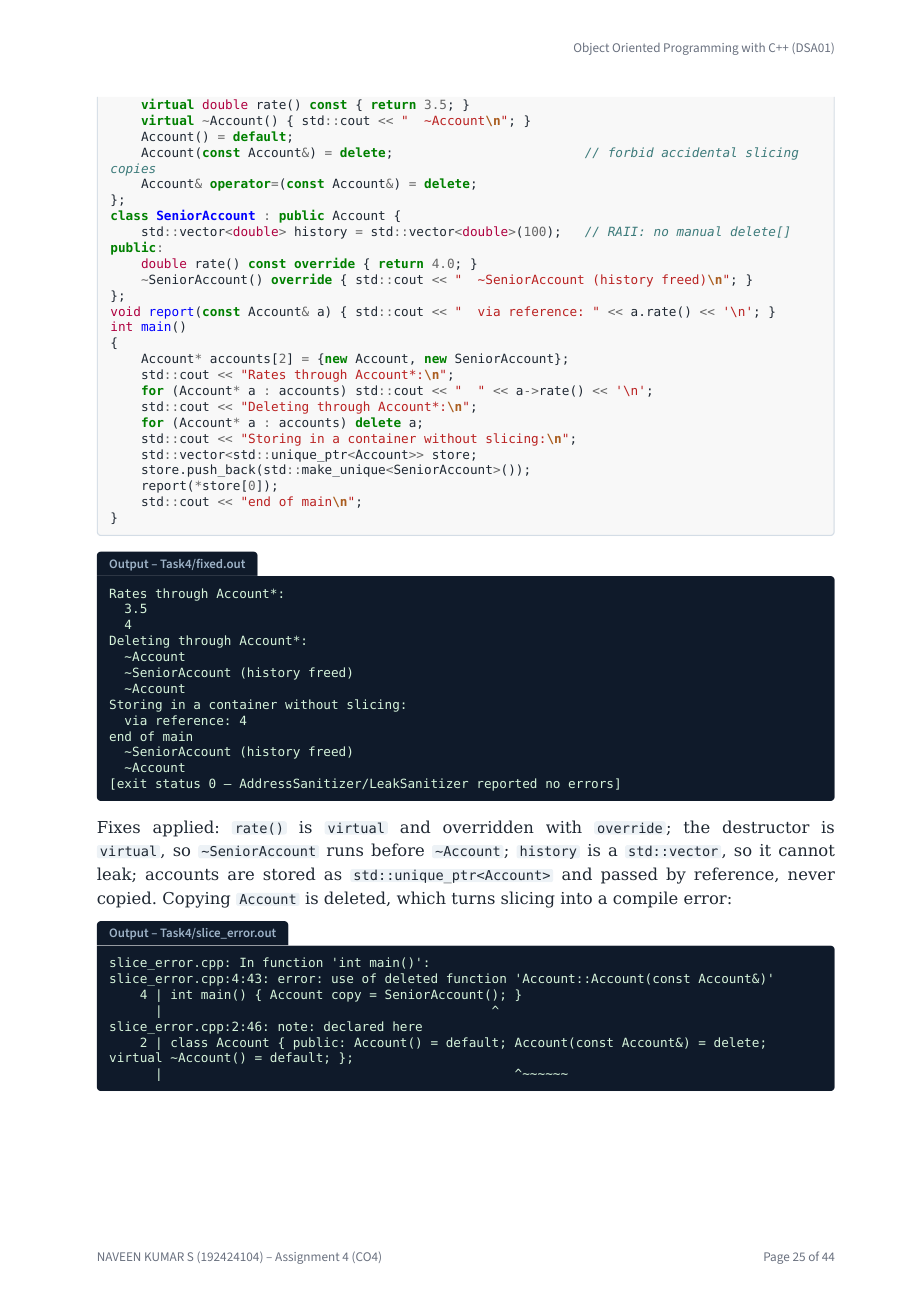 Object Oriented Programming with C++ (DSA01)
    virtual double rate() const { return 3.5; }
    virtual ~Account() { std::cout << "  ~Account\n"; }
    Account() = default;
    Account(const Account&) = delete;                         // forbid accidental slicing
copies
    Account& operator=(const Account&) = delete;
};
class SeniorAccount : public Account {
    std::vector<double> history = std::vector<double>(100);   // RAII: no manual delete[]
public:
    double rate() const override { return 4.0; }
    ~SeniorAccount() override { std::cout << "  ~SeniorAccount (history freed)\n"; }
};
void report(const Account& a) { std::cout << "  via reference: " << a.rate() << '\n'; }
int main()
{
    Account* accounts[2] = {new Account, new SeniorAccount};
    std::cout << "Rates through Account*:\n";
    for (Account* a : accounts) std::cout << "  " << a->rate() << '\n';
    std::cout << "Deleting through Account*:\n";
    for (Account* a : accounts) delete a;
    std::cout << "Storing in a container without slicing:\n";
    std::vector<std::unique_ptr<Account>> store;
    store.push_back(std::make_unique<SeniorAccount>());
    report(*store[0]);
    std::cout << "end of main\n";
}
Output – Task4/fixed.out
Rates through Account*:
  3.5
  4
Deleting through Account*:
  ~Account
  ~SeniorAccount (history freed)
  ~Account
Storing in a container without slicing:
  via reference: 4
end of main
  ~SeniorAccount (history freed)
  ~Account
[exit status 0 — AddressSanitizer/LeakSanitizer reported no errors]
Fixes applied: rate() is virtual and overridden with override; the destructor is
virtual, so ~SeniorAccount runs before ~Account; history is a std::vector, so it cannot
leak; accounts are stored as std::unique_ptr<Account> and passed by reference, never
copied. Copying Account is deleted, which turns slicing into a compile error:
Output – Task4/slice_error.out
slice_error.cpp: In function 'int main()':
slice_error.cpp:4:43: error: use of deleted function 'Account::Account(const Account&)'
    4 | int main() { Account copy = SeniorAccount(); }
      |                                           ^
slice_error.cpp:2:46: note: declared here
    2 | class Account { public: Account() = default; Account(const Account&) = delete;
virtual ~Account() = default; };
      |                                              ^~~~~~~
NAVEEN KUMAR S (192424104) – Assignment 4 (CO4)
Page 25 of 44